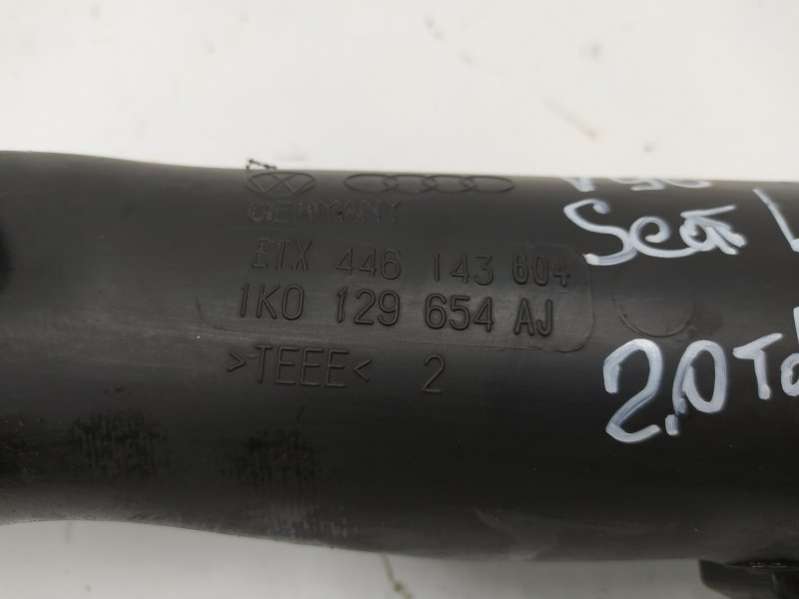 GERMANY
ETX 446 143 604
1K0 129 654 AJ
>TEEE< 2
Seat
2.0